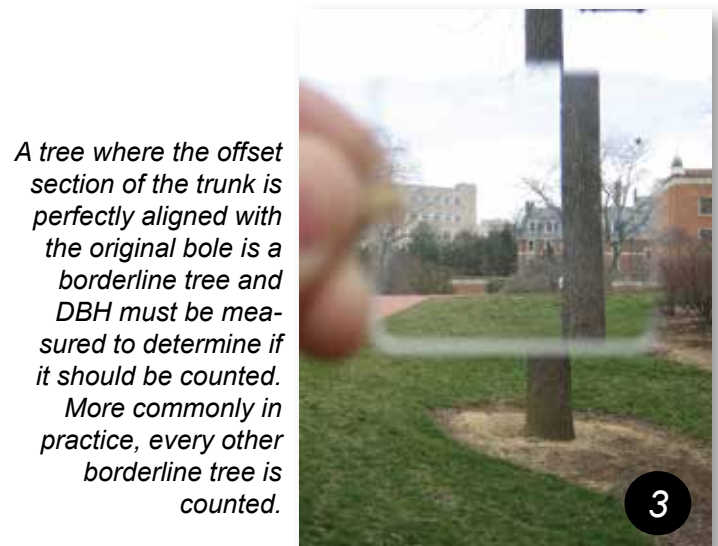 A tree where the offset
section of the trunk is
perfectly aligned with
the original bole is a
borderline tree and
DBH must be mea-
sured to determine if
it should be counted.
More commonly in
practice, every other
borderline tree is
counted.
3